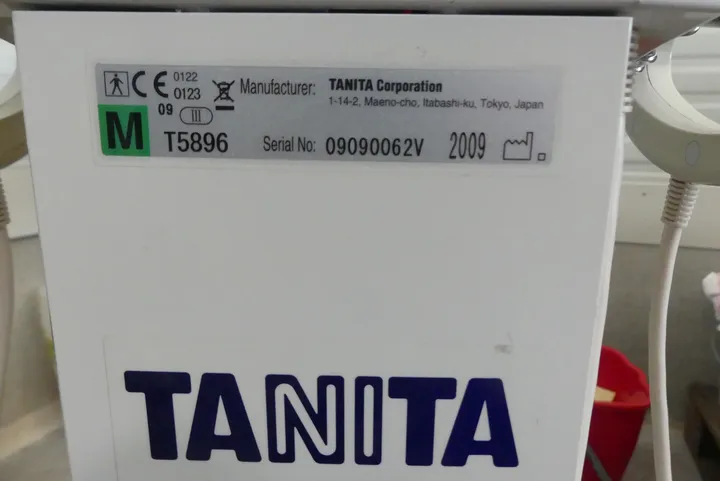 0122
0123
Manufacturer: TANITA Corporation
1-14-2, Maeno-cho, Itabashi-ku, Tokyo, Japan
09 III
M T5896 Serial No: 09090062V 2009
TANITA